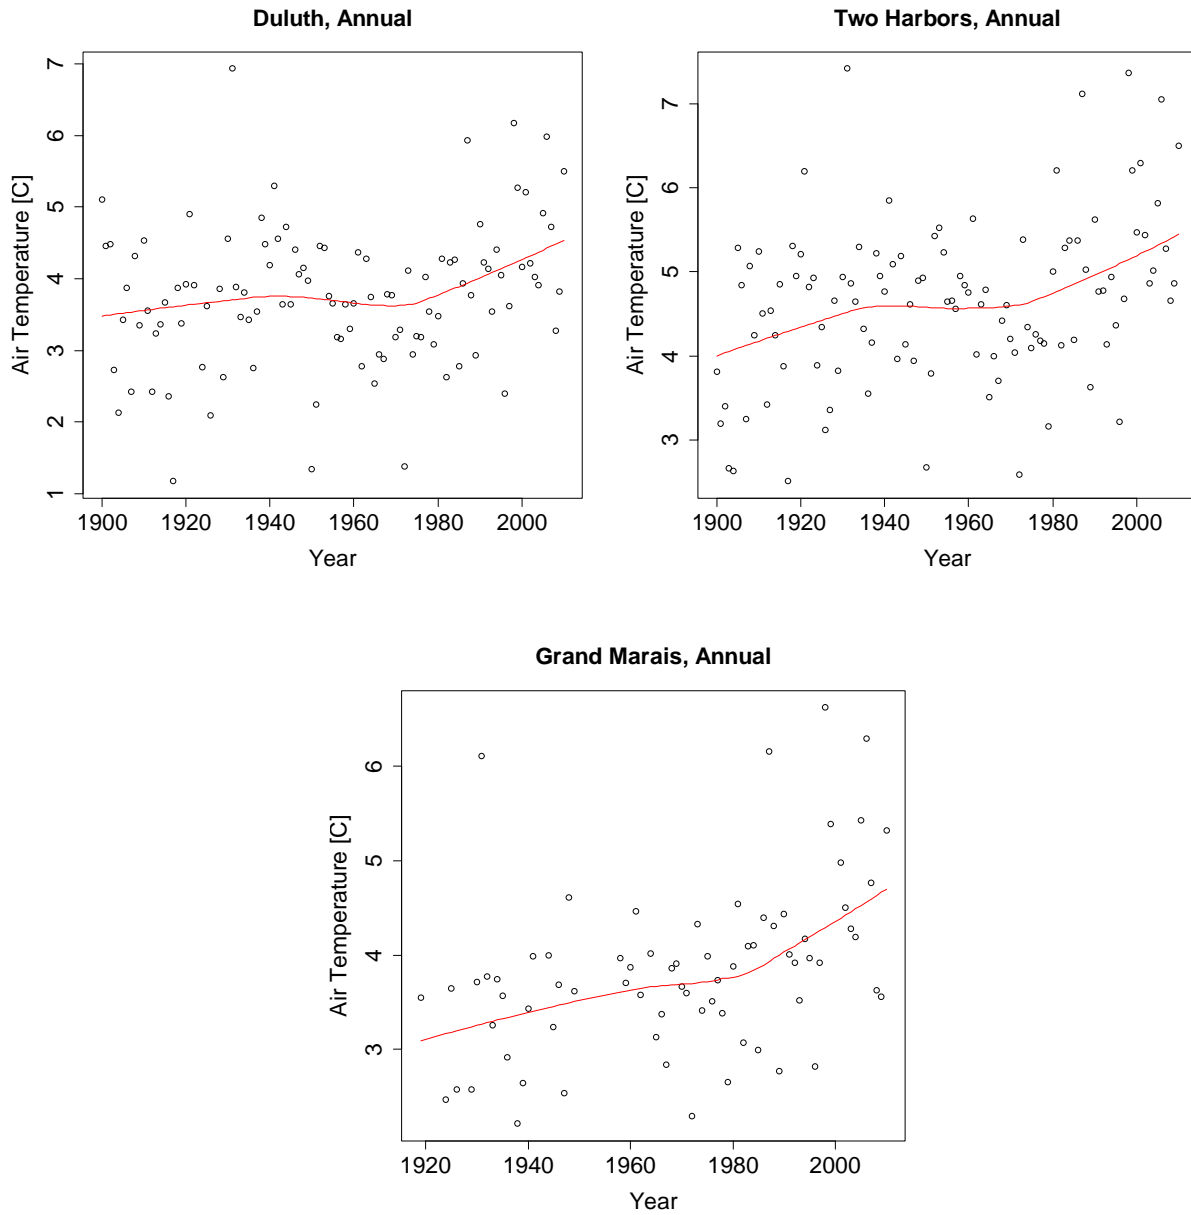 Duluth, Annual
7
6
5
4
3
2
1
Air Temperature [C]
1900 1920 1940 1960 1980 2000
Year
Two Harbors, Annual
7
6
5
4
3
Air Temperature [C]
1900 1920 1940 1960 1980 2000
Year
Grand Marais, Annual
6
5
4
3
Air Temperature [C]
1920 1940 1960 1980 2000
Year